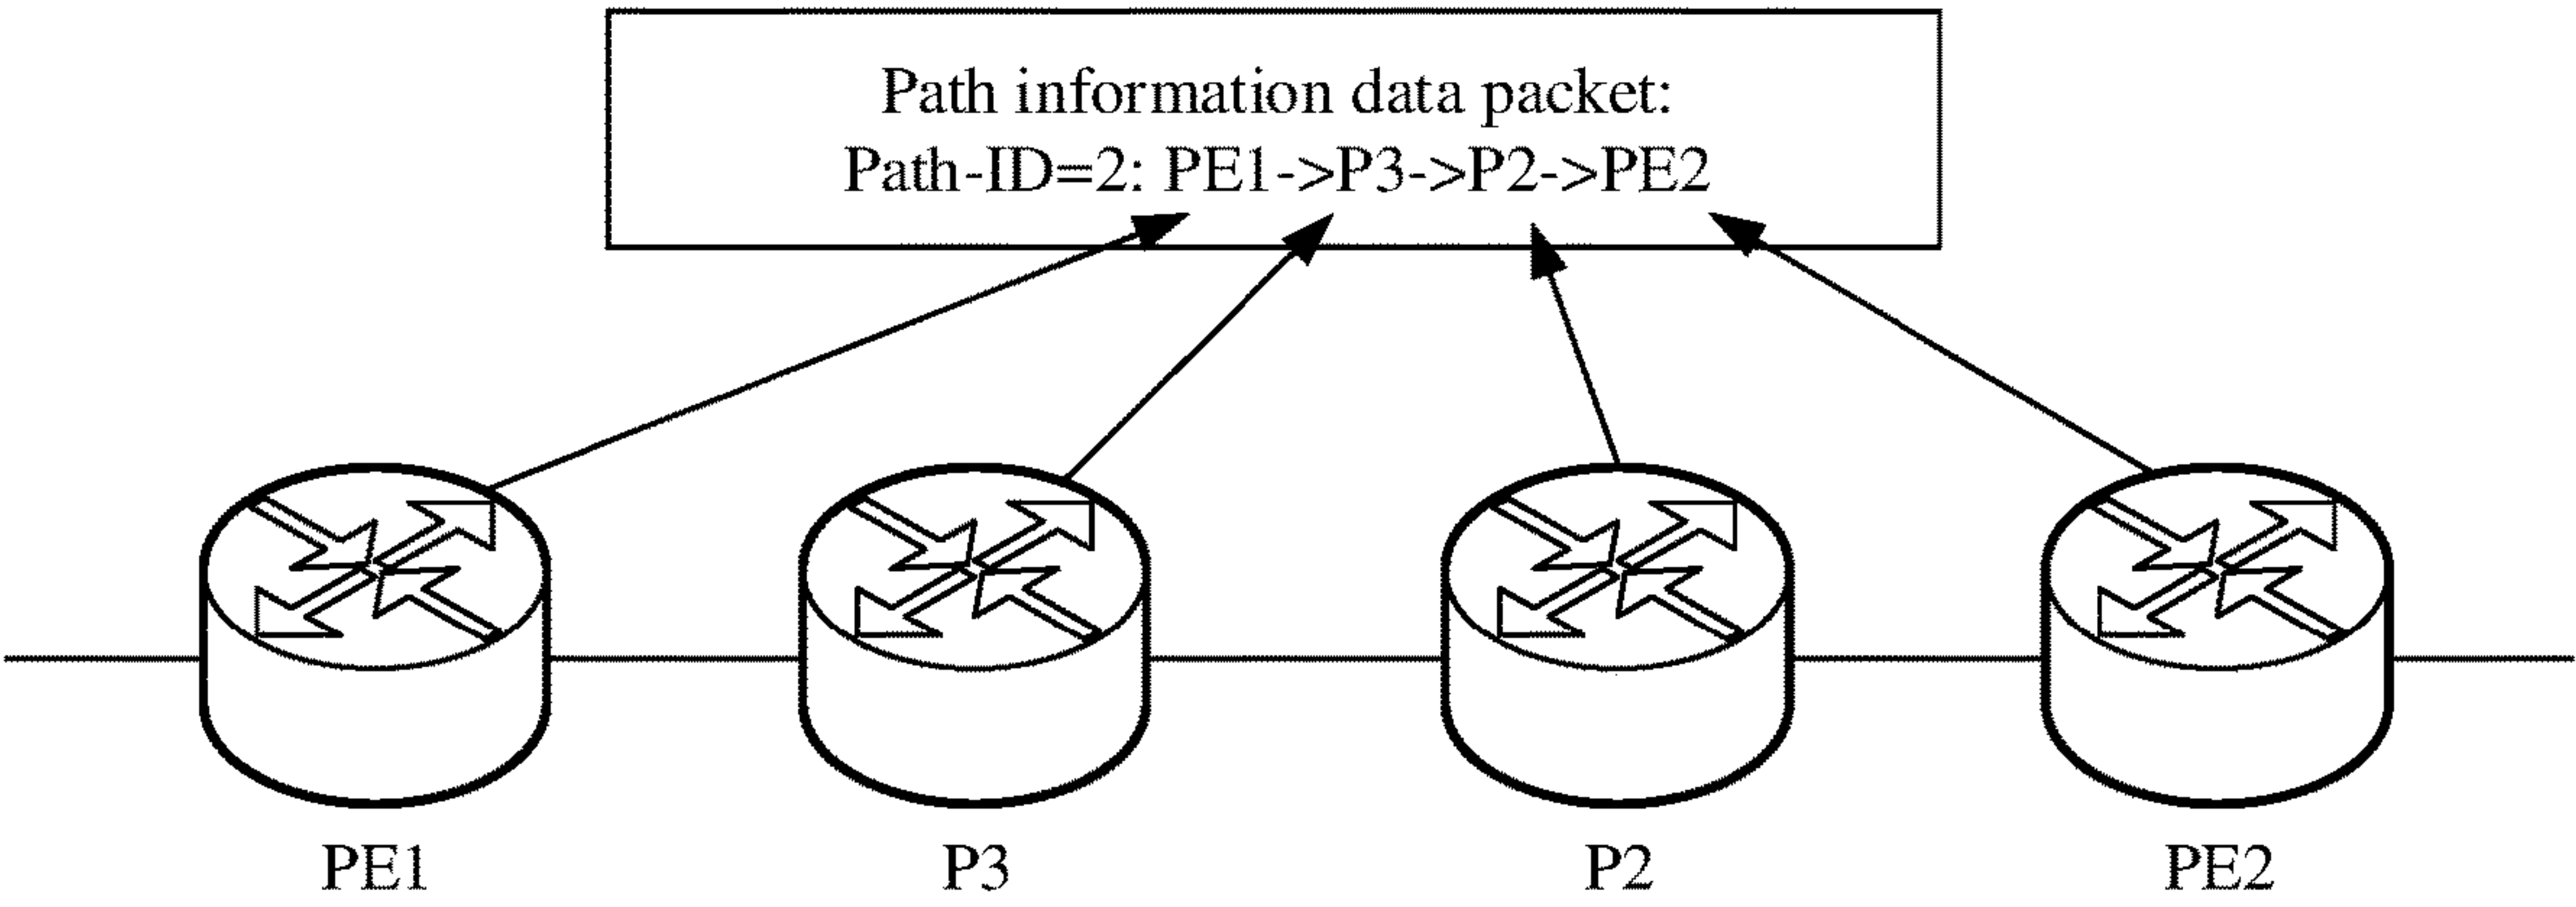 Path information data packet:
Path-ID=2: PE1->P3->P2->PE2
PE1
P3
P2
PE2